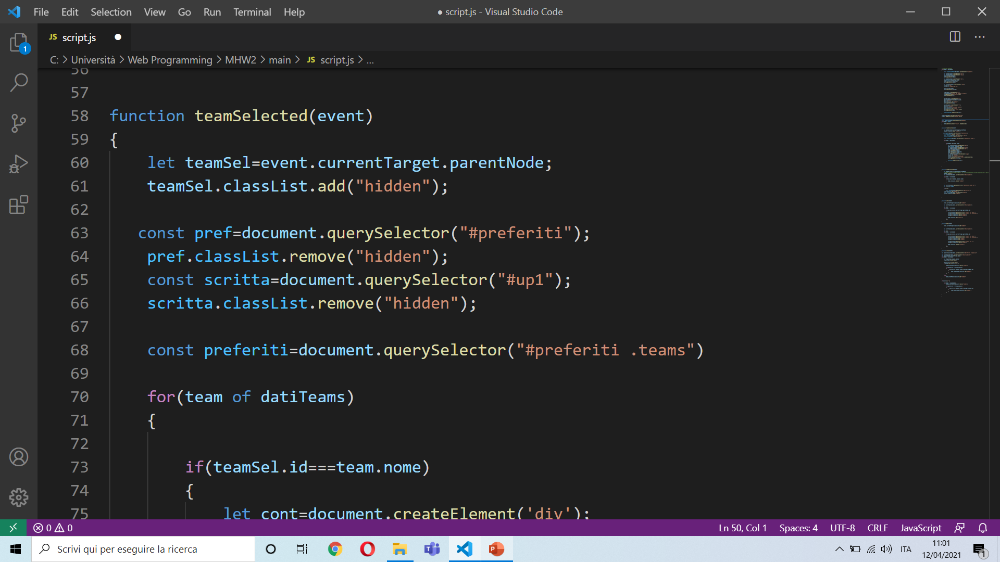 File Edit Selection View Go Run Terminal Help
● script.js - Visual Studio Code
JS script.js ●
1
C: > Università > Web Programming > MHW2 > main > JS script.js > ...
56
57
58 function teamSelected(event)
59 {
60 let teamSel=event.currentTarget.parentNode;
61 teamSel.classList.add("hidden");
62
63 const pref=document.querySelector("#preferiti");
64 pref.classList.remove("hidden");
65 const scritta=document.querySelector("#up1");
66 scritta.classList.remove("hidden");
67
68 const preferiti=document.querySelector("#preferiti .teams")
69
70 for(team of datiTeams)
71 {
72
73 if(teamSel.id===team.nome)
74 {
75 let cont=document.createElement('div');
0 0
Ln 50, Col 1 Spaces: 4 UTF-8 CRLF JavaScript
Scrivi qui per eseguire la ricerca
ITA
11:01
12/04/2021
1